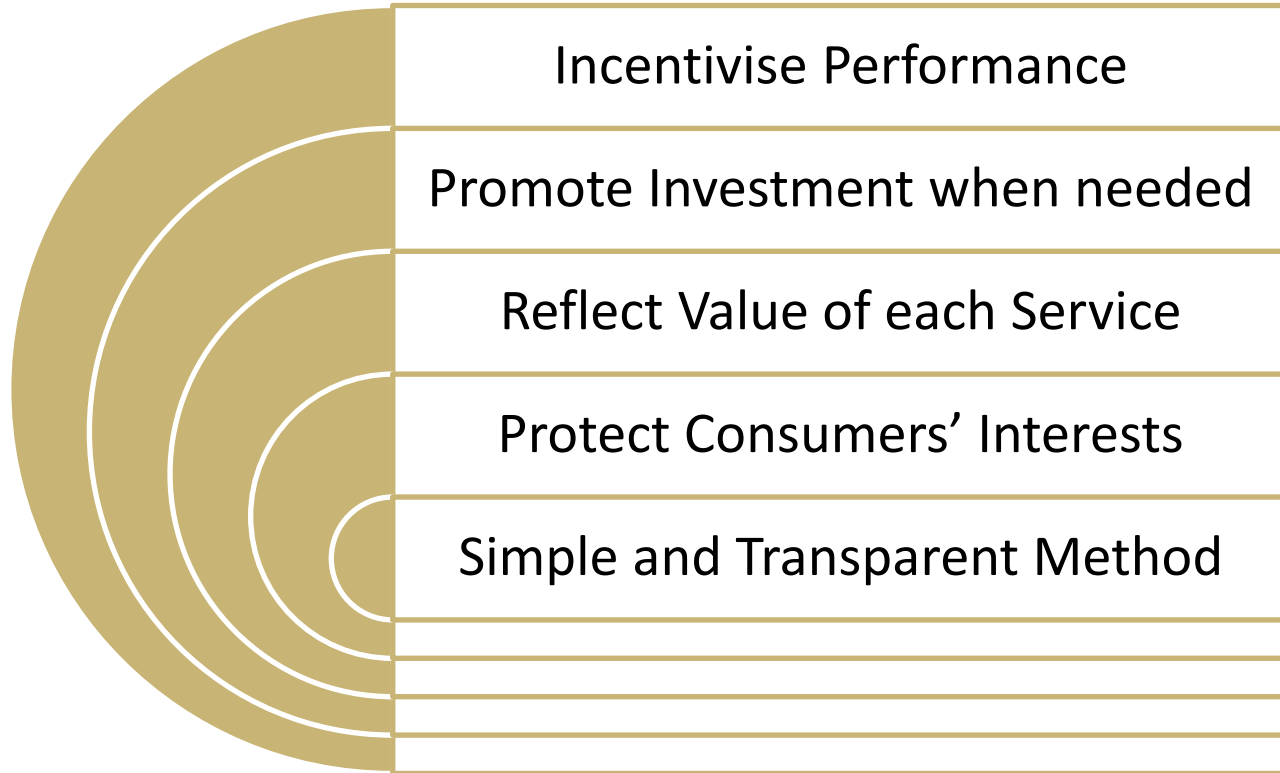 Incentivise Performance
Promote Investment when needed
Reflect Value of each Service
Protect Consumers’ Interests
Simple and Transparent Method